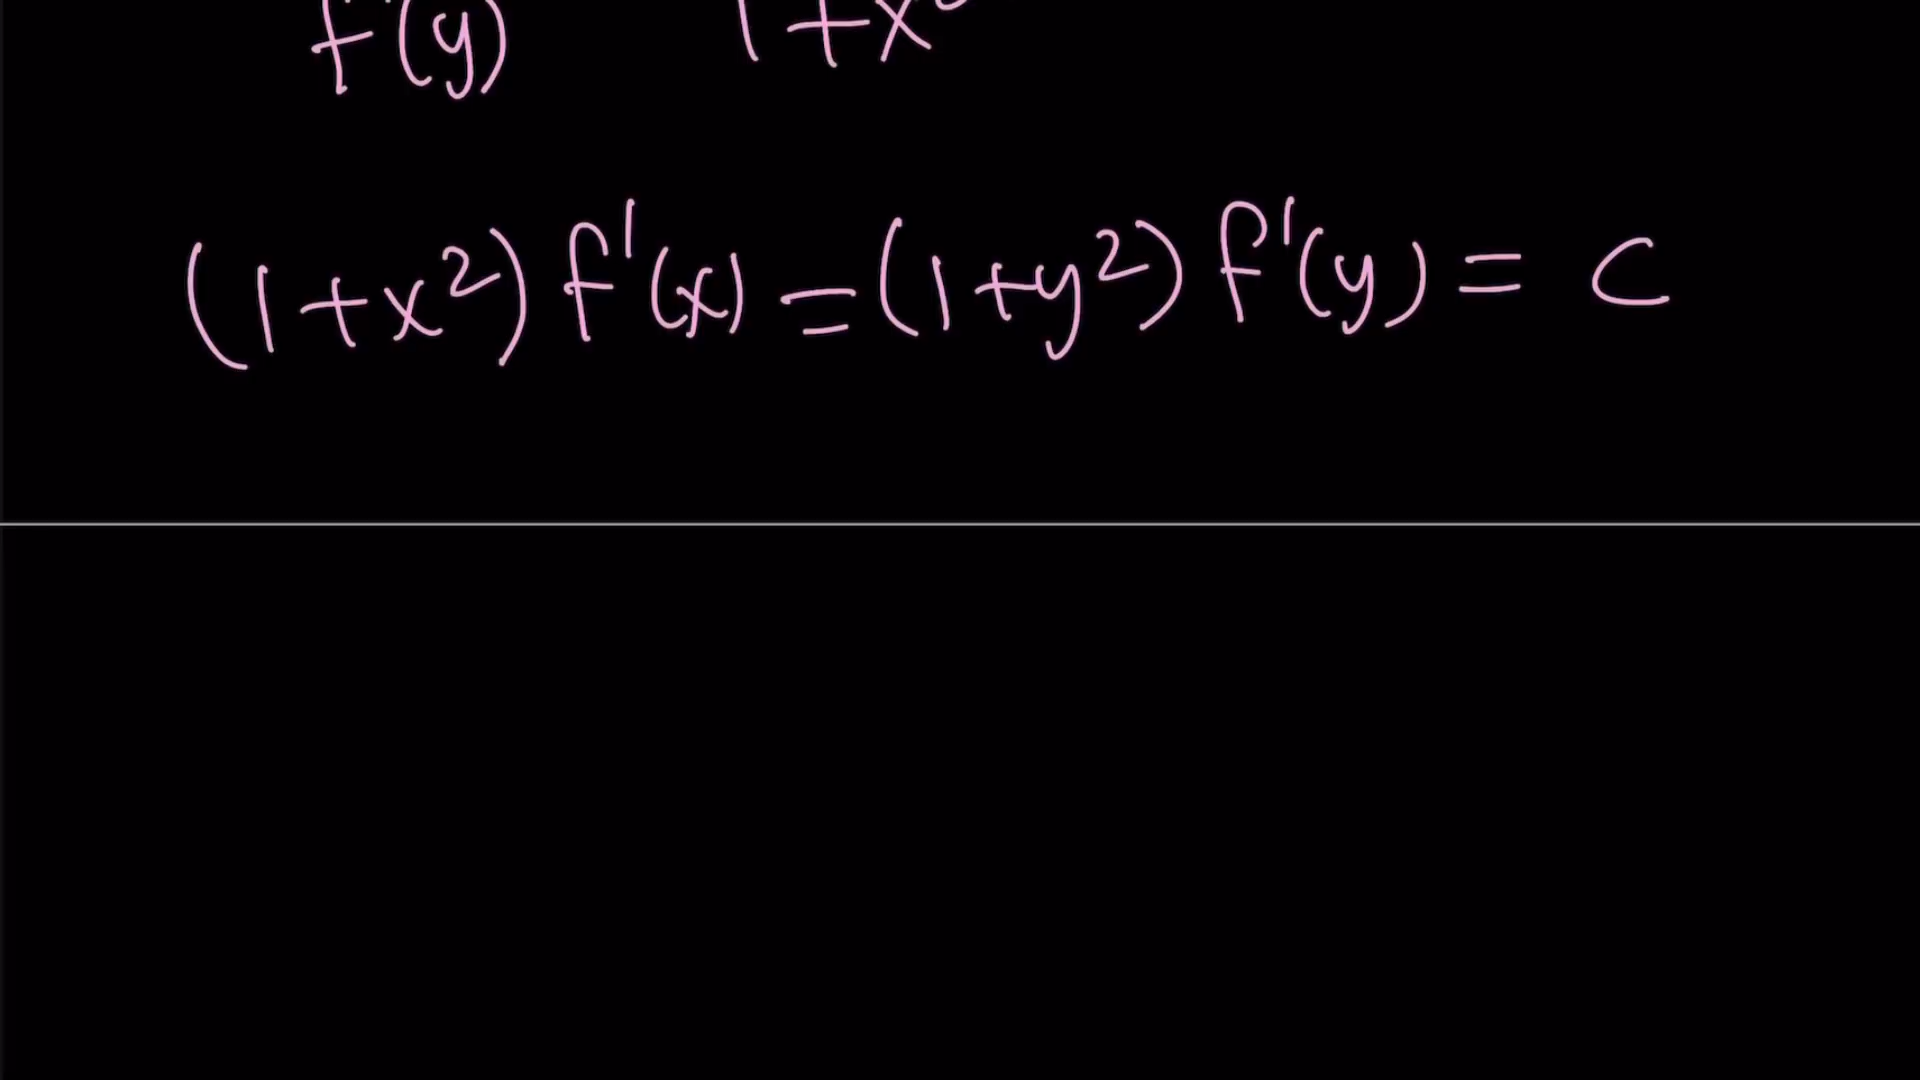 f'(y) 1+x²
(1+x²) f'(x) = (1+y²) f'(y) = c